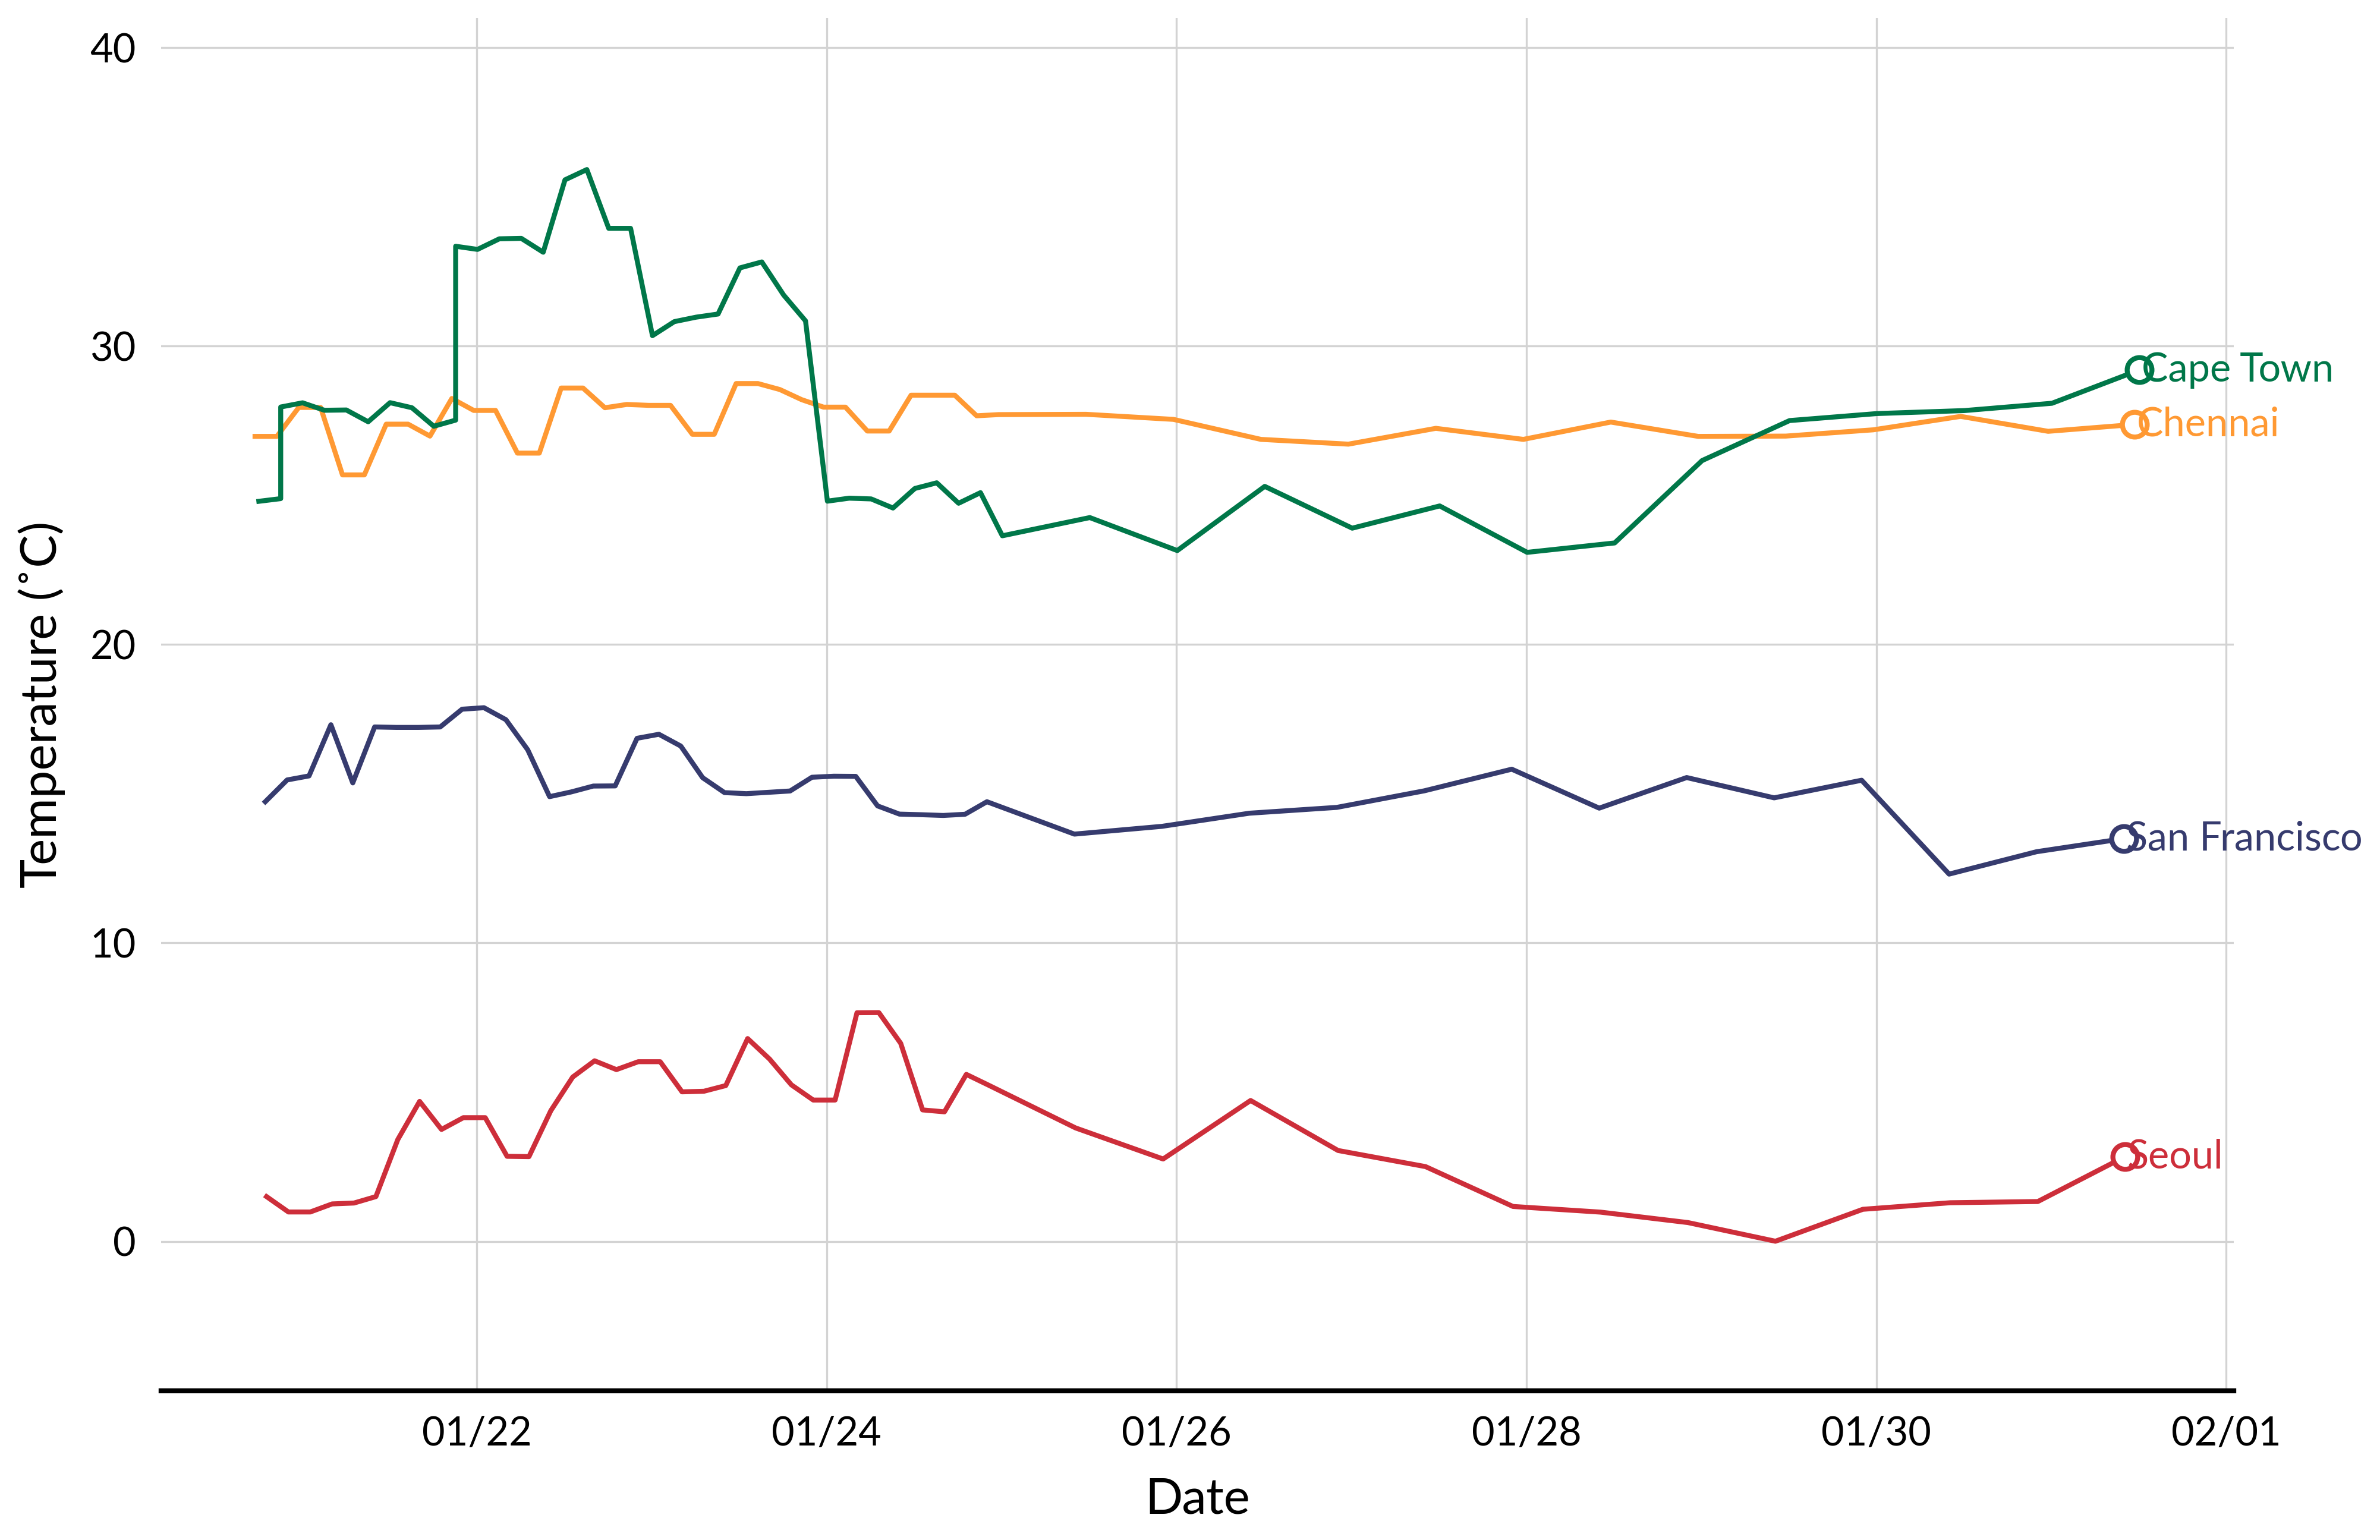 Temperature (˚C)
40
30
20
10
0
Cape Town
Chennai
San Francisco
Seoul
01/22
01/24
01/26
01/28
01/30
02/01
Date